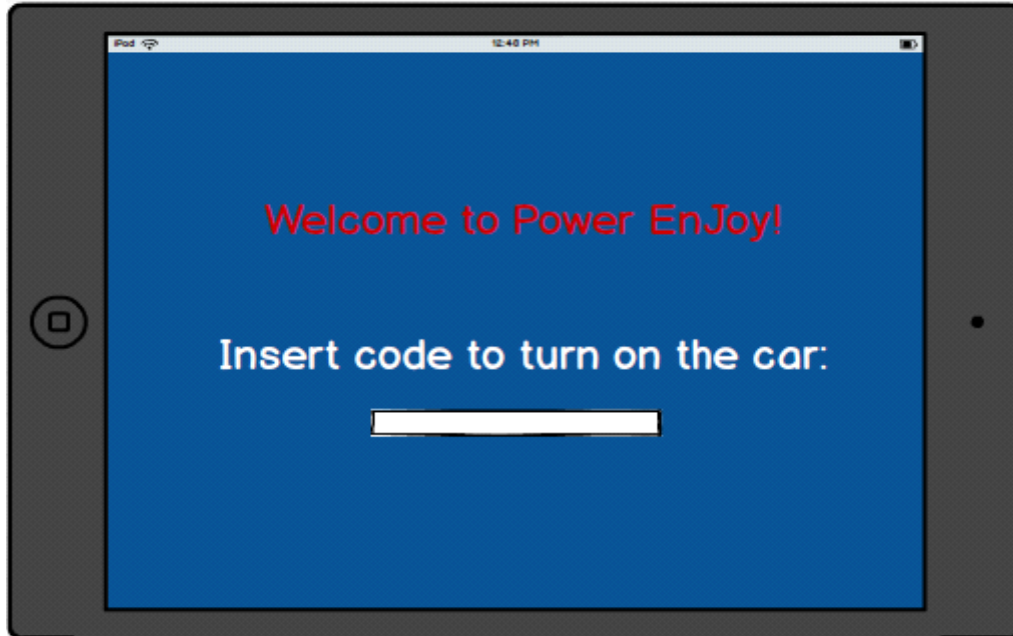 iPad 12:48 PM
Welcome to Power EnJoy!
Insert code to turn on the car: